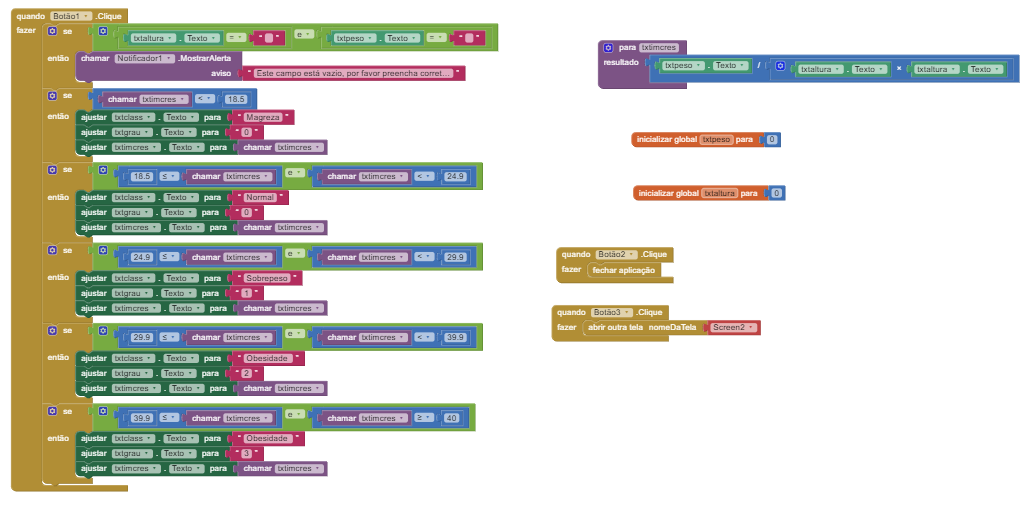 quando Botão1 .Clique
fazer se txtaltura . Texto = " " e txtpeso . Texto = " "
então chamar Notificador1 .MostrarAlerta
aviso " Este campo está vazio, por favor preencha corret... "
se chamar txtimcres < 18.5
então ajustar txtclass . Texto para " Magreza "
ajustar txtgrau . Texto para " 0 "
ajustar txtimcres . Texto para chamar txtimcres
se 18.5 ≤ chamar txtimcres e chamar txtimcres < 24.9
então ajustar txtclass . Texto para " Normal "
ajustar txtgrau . Texto para " 0 "
ajustar txtimcres . Texto para chamar txtimcres
se 24.9 ≤ chamar txtimcres e chamar txtimcres < 29.9
então ajustar txtclass . Texto para " Sobrepeso "
ajustar txtgrau . Texto para " 1 "
ajustar txtimcres . Texto para chamar txtimcres
se 29.9 ≤ chamar txtimcres e chamar txtimcres < 39.9
então ajustar txtclass . Texto para " Obesidade "
ajustar txtgrau . Texto para " 2 "
ajustar txtimcres . Texto para chamar txtimcres
se 39.9 ≤ chamar txtimcres e chamar txtimcres ≥ 40
então ajustar txtclass . Texto para " Obesidade "
ajustar txtgrau . Texto para " 3 "
ajustar txtimcres . Texto para chamar txtimcres
para txtimcres
resultado txtpeso . Texto / txtaltura . Texto × txtaltura . Texto
inicializar global txtpeso para 0
inicializar global txtaltura para 0
quando Botão2 .Clique
fazer fechar aplicação
quando Botão3 .Clique
fazer abrir outra tela nomeDaTela Screen2